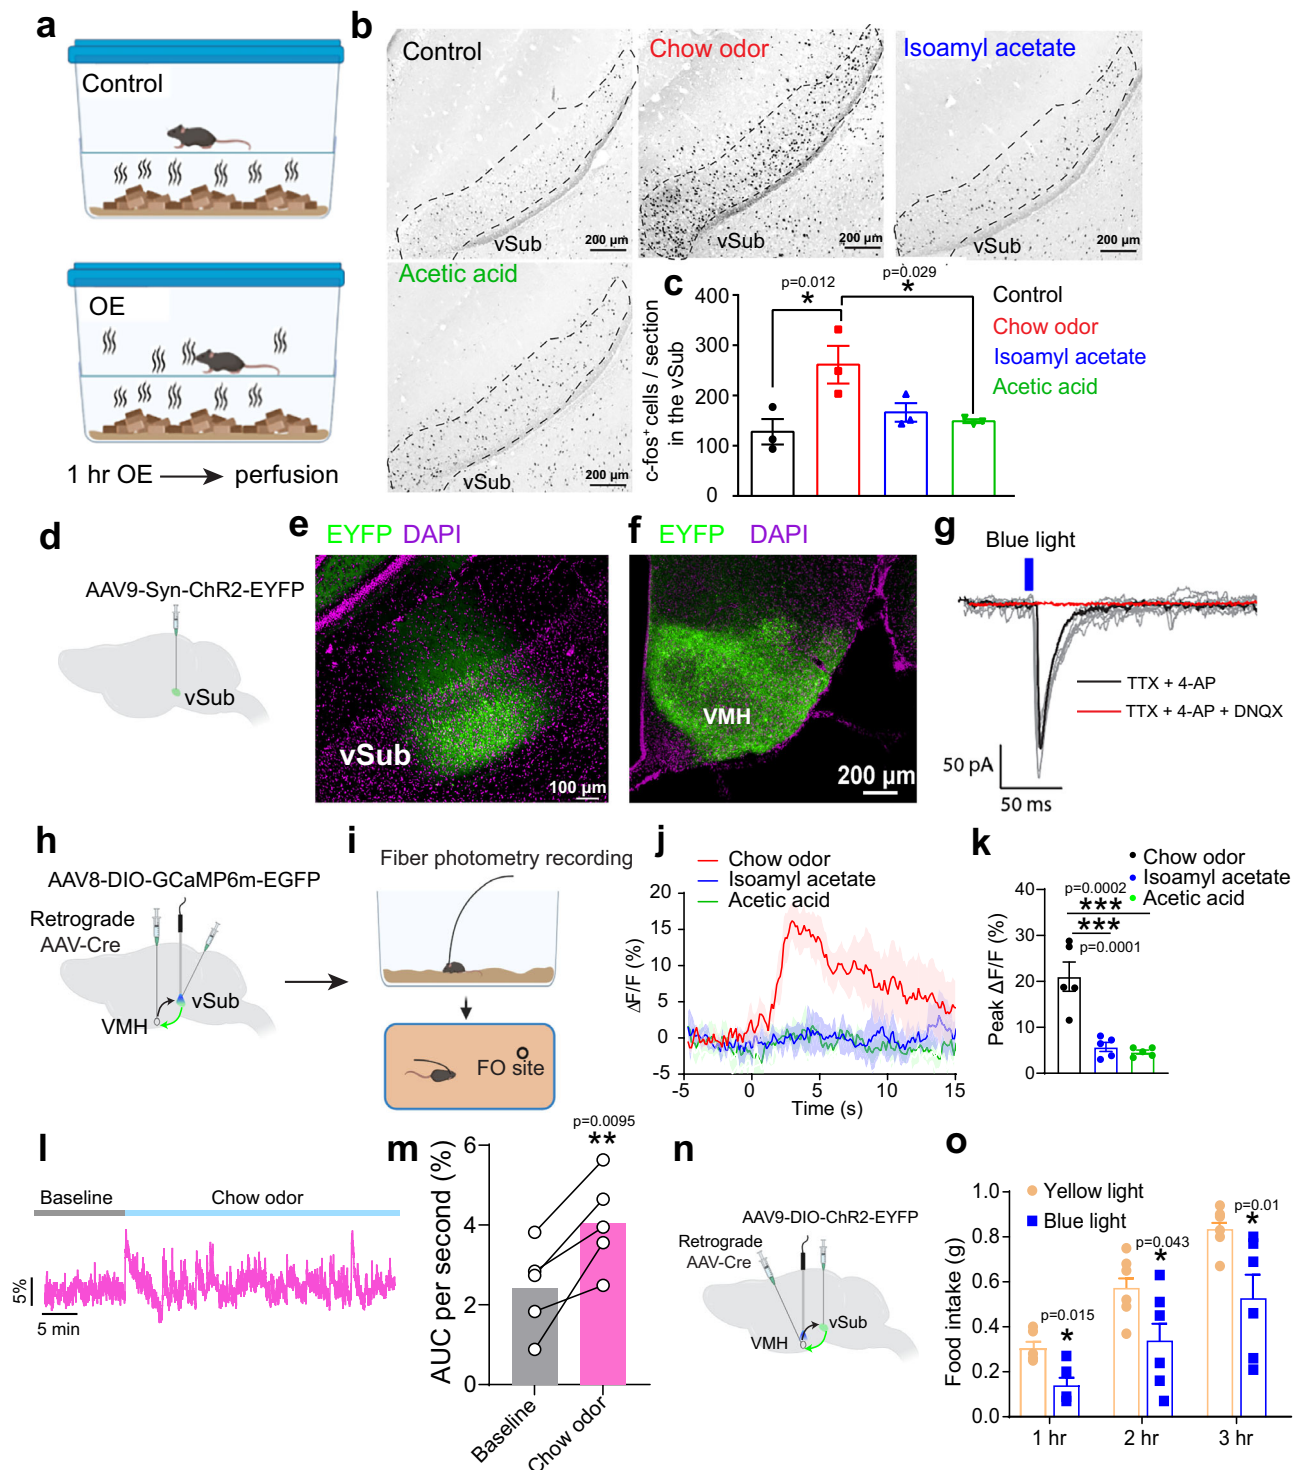 a
Control
OE
1 hr OE
perfusion
b
Control
vSub
200 µm
Chow odor
vSub
200 µm
Isoamyl acetate
vSub
200 µm
Acetic acid
vSub
200 µm
c
p=0.012
*
p=0.029
*
400
300
200
100
0
c-fos⁺ cells / section
in the vSub
Control
Chow odor
Isoamyl acetate
Acetic acid
d
AAV9-Syn-ChR2-EYFP
vSub
e
EYFP DAPI
vSub
100 µm
f
EYFP DAPI
VMH
200 µm
g
Blue light
TTX + 4-AP
TTX + 4-AP + DNQX
50 pA
50 ms
h
AAV8-DIO-GCaMP6m-EGFP
Retrograde
AAV-Cre
vSub
VMH
i
Fiber photometry recording
FO site
j
Chow odor
Isoamyl acetate
Acetic acid
20
15
10
5
0
-5
ΔF/F (%)
-5 0 5 10 15
Time (s)
k
Chow odor
Isoamyl acetate
Acetic acid
p=0.0002
***
***
p=0.0001
40
30
20
10
0
Peak ΔF/F (%)
l
Baseline
Chow odor
5%
5 min
m
p=0.0095
**
6
4
2
0
AUC per second (%)
Baseline
Chow odor
n
AAV9-DIO-ChR2-EYFP
Retrograde
AAV-Cre
vSub
VMH
o
Yellow light
Blue light
p=0.015
*
p=0.043
*
p=0.01
*
1.0
0.8
0.6
0.4
0.2
0.0
Food intake (g)
1 hr 2 hr 3 hr